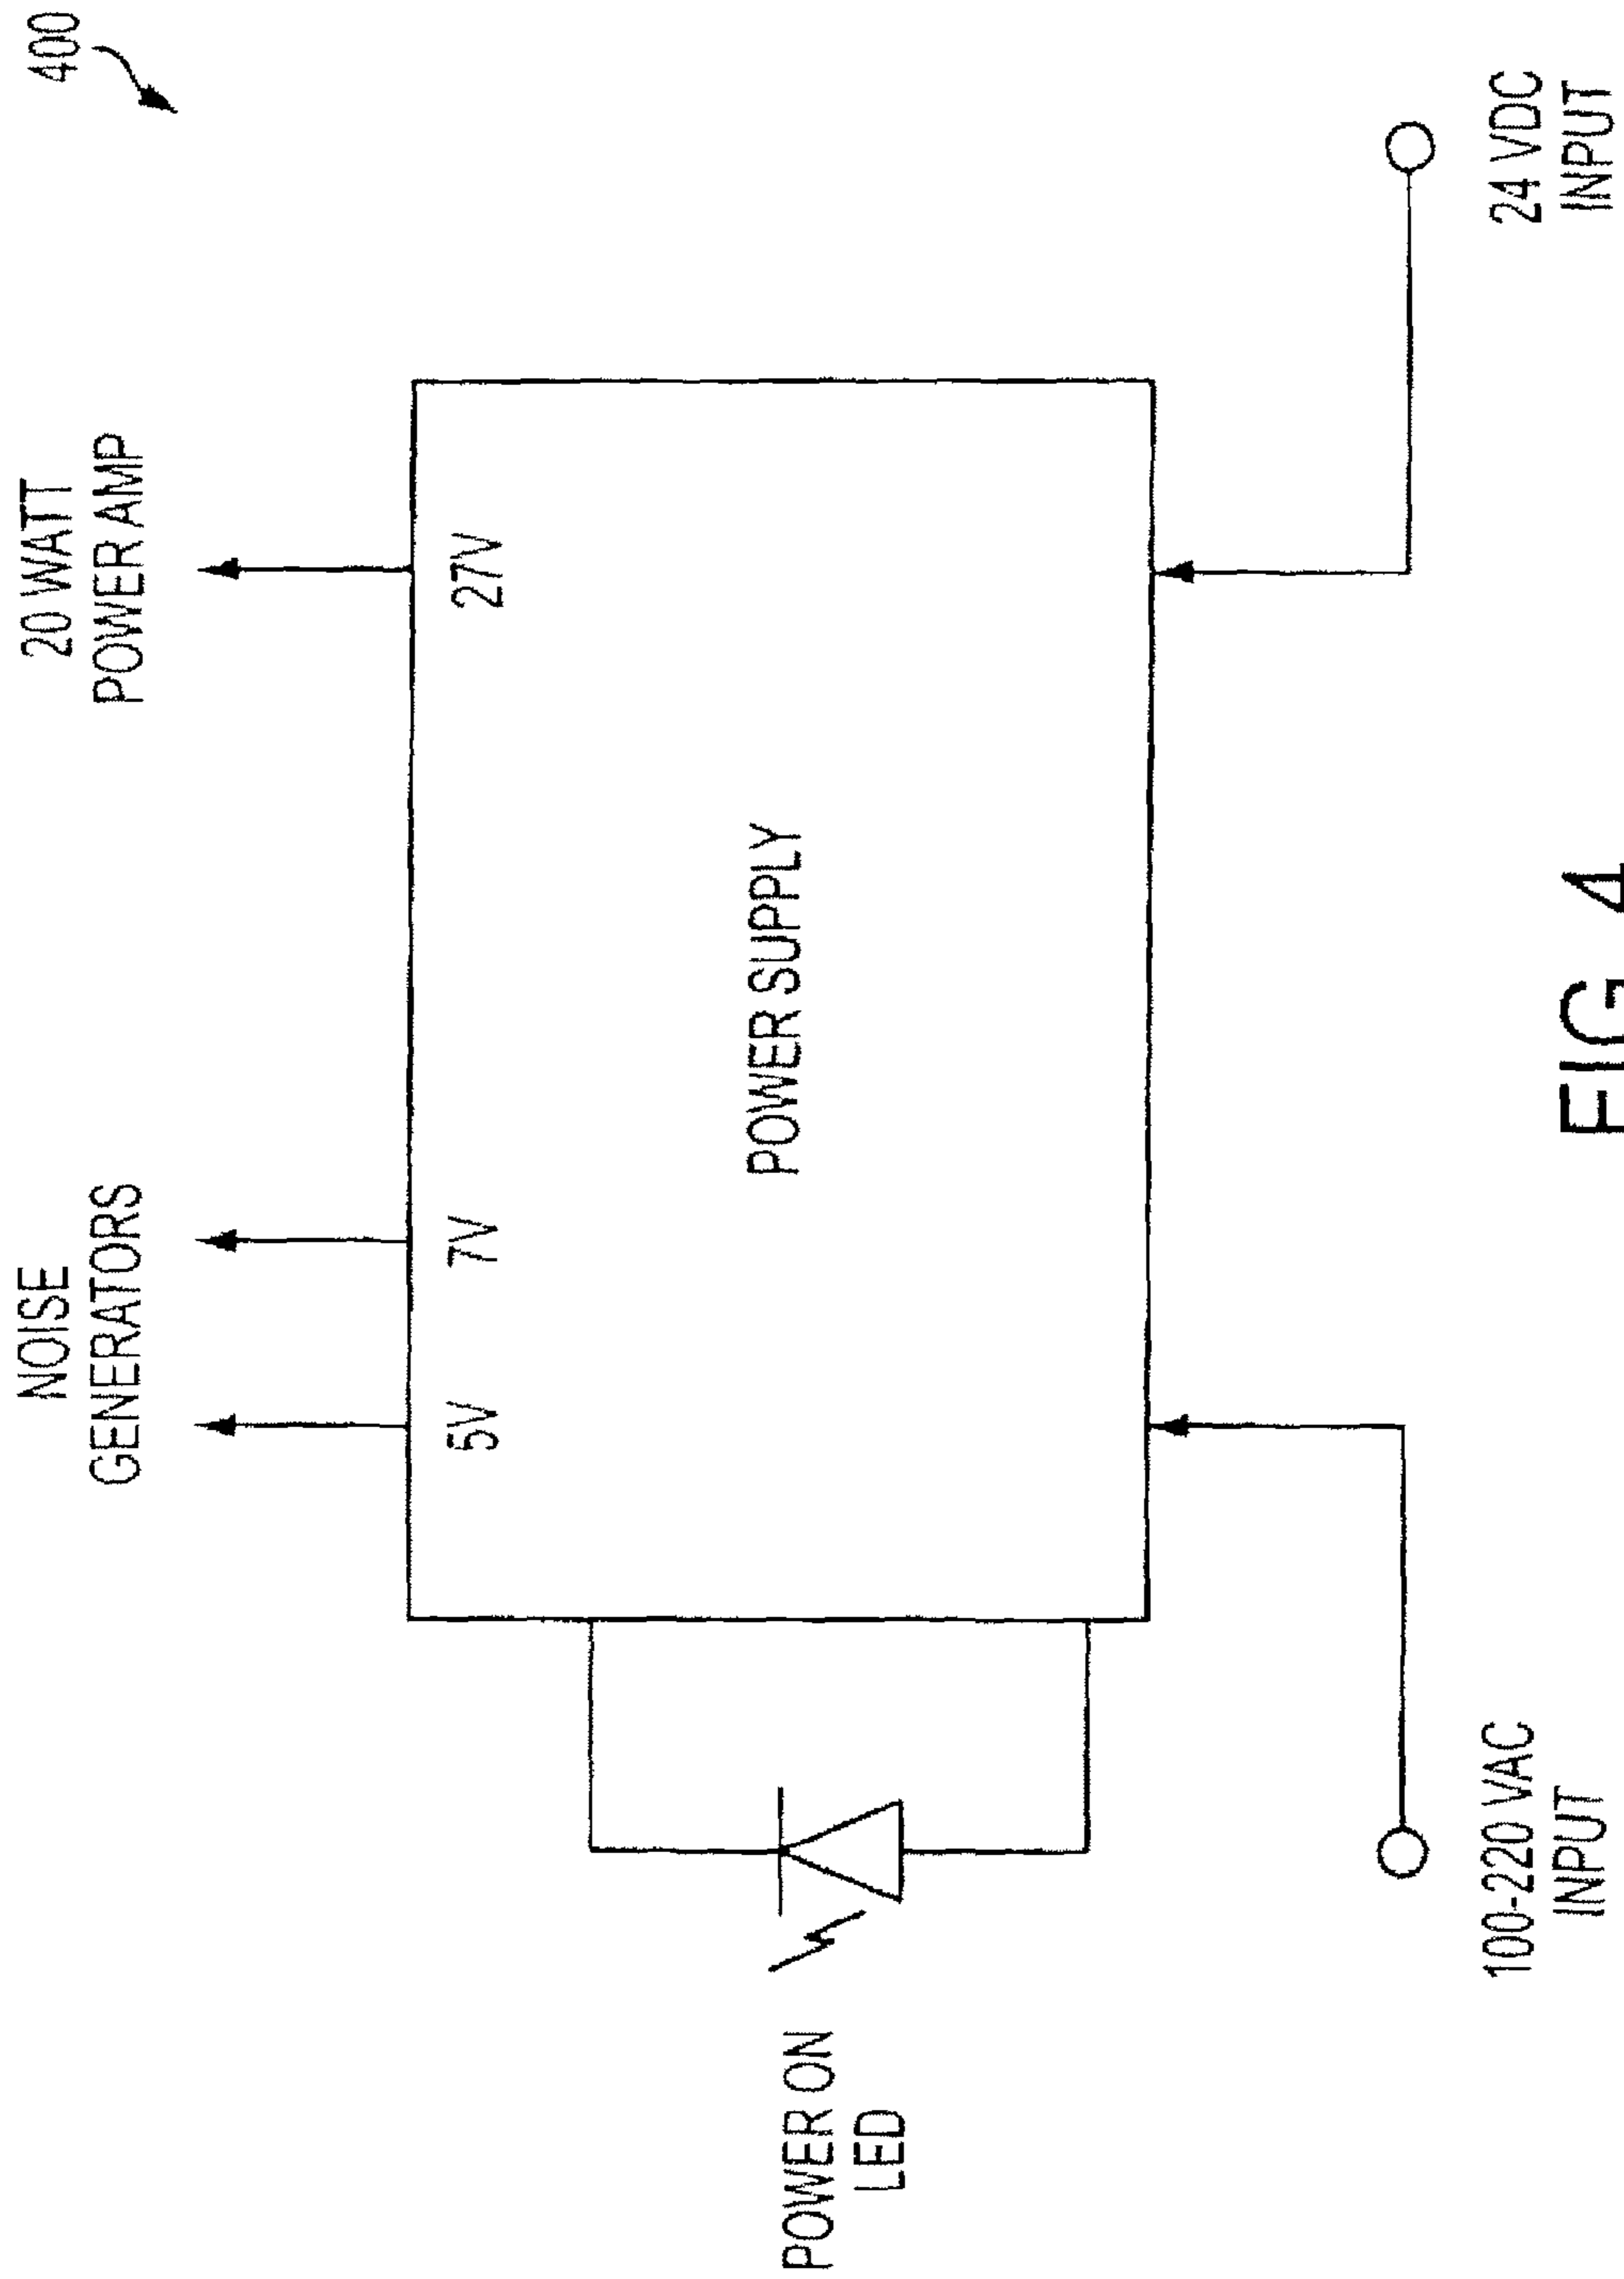 400
NOISE
GENERATORS
20 WATT
POWER AMP
5V
7V
27V
POWER ON
LED
POWER SUPPLY
100-220 VAC
INPUT
24 VDC
INPUT
FIG 4